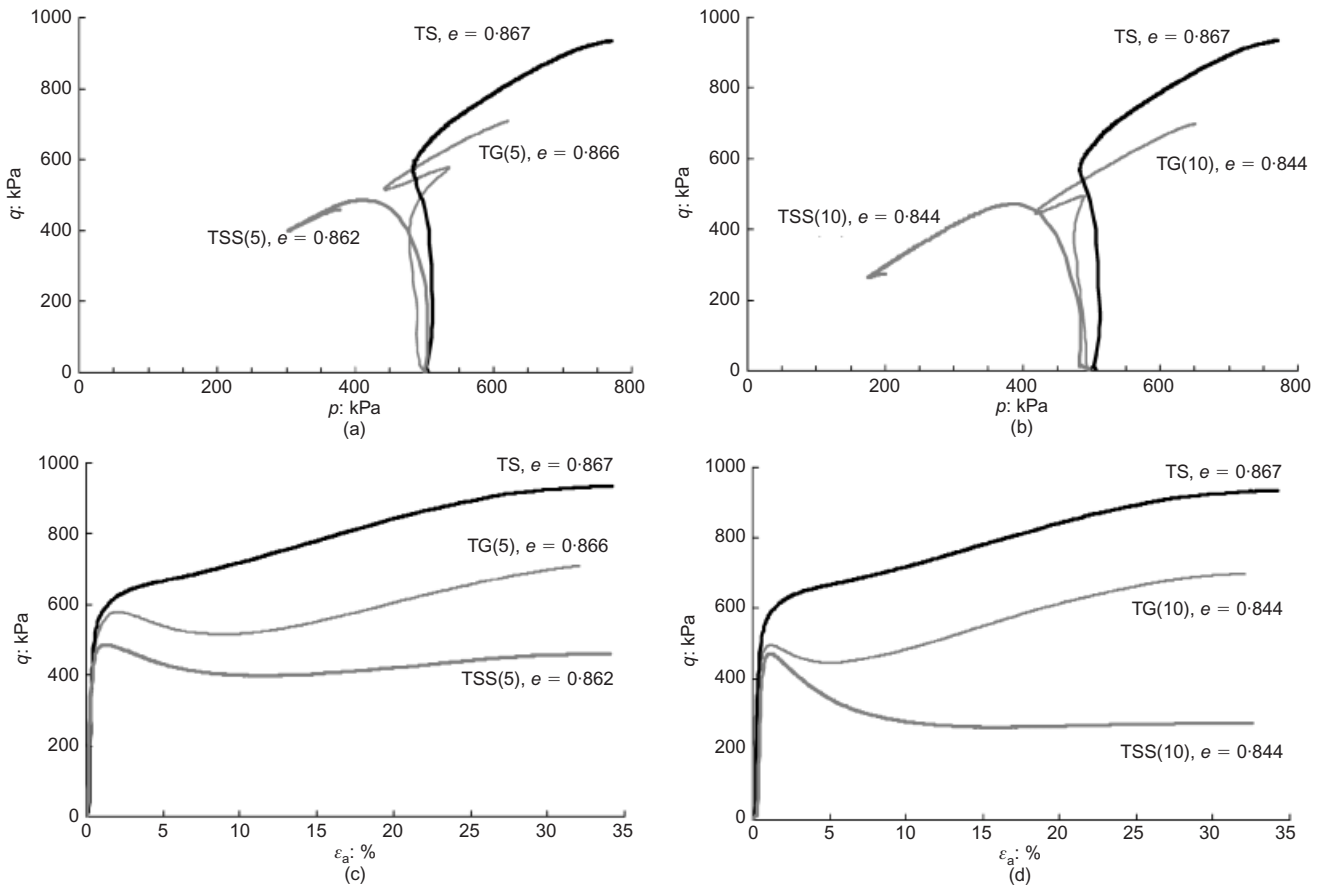 1000
800
600
400
200
0
q: kPa
TS, e = 0·867
TG(5), e = 0·866
TSS(5), e = 0·862
0 200 400 600 800
p: kPa
(a)
1000
800
600
400
200
0
q: kPa
TS, e = 0·867
TG(10), e = 0·844
TSS(10), e = 0·844
0 200 400 600 800
p: kPa
(b)
1000
800
600
400
200
0
q: kPa
TS, e = 0·867
TG(5), e = 0·866
TSS(5), e = 0·862
0 5 10 15 20 25 30 35
εa: %
(c)
1000
800
600
400
200
0
q: kPa
TS, e = 0·867
TG(10), e = 0·844
TSS(10), e = 0·844
0 5 10 15 20 25 30 35
εa: %
(d)